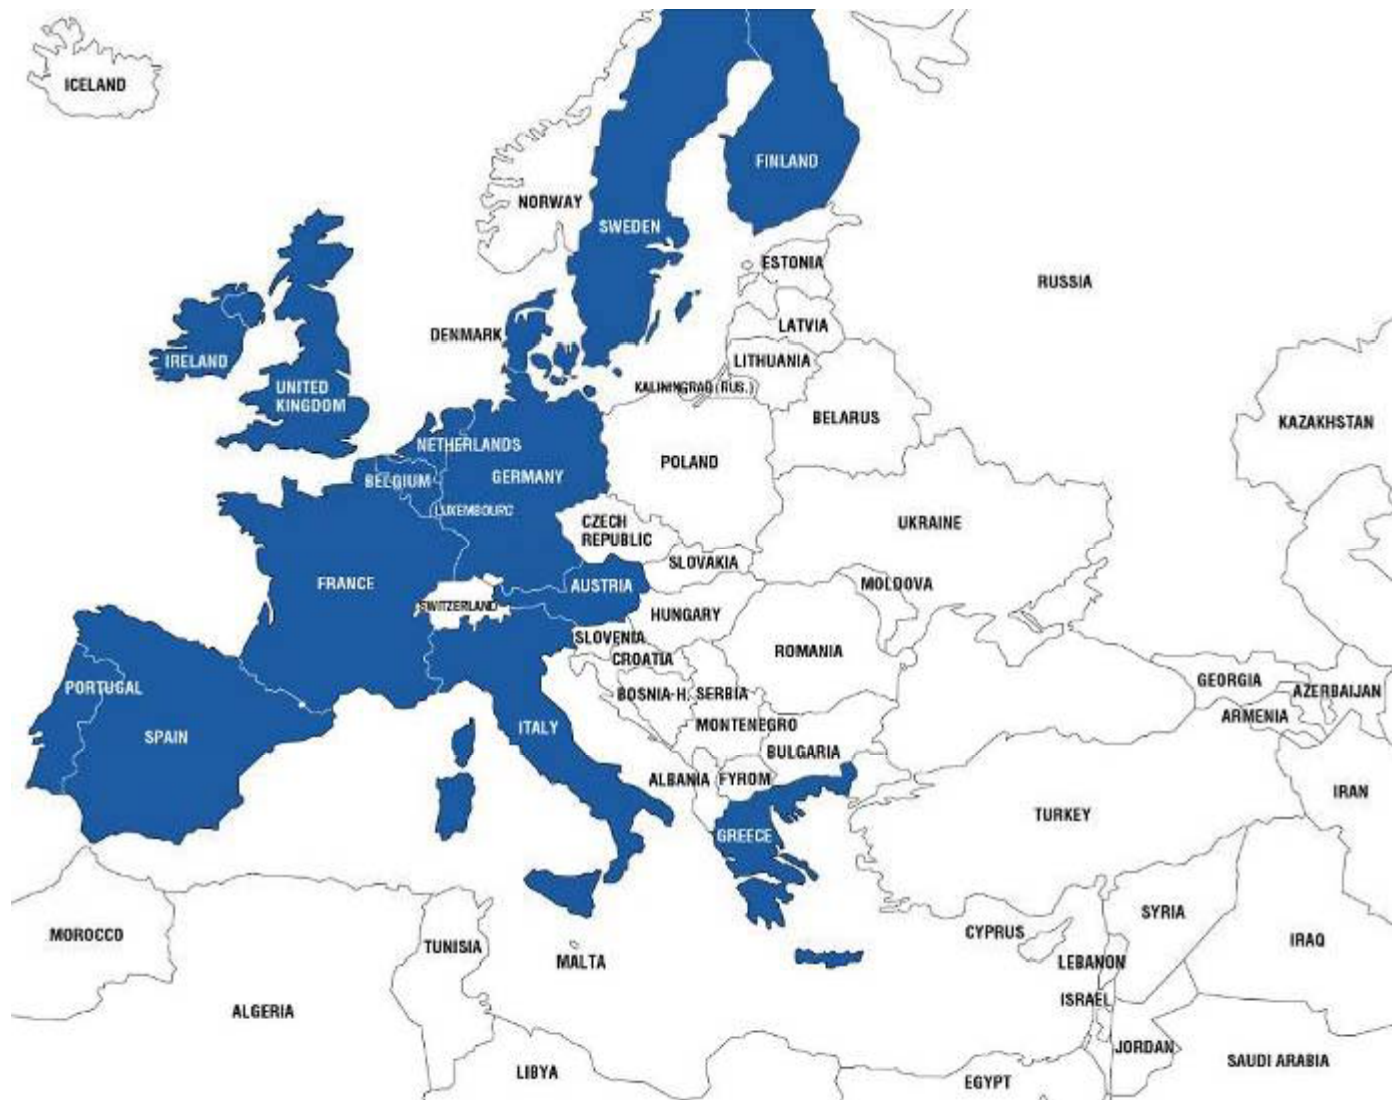 ICELAND
FINLAND
NORWAY
SWEDEN
ESTONIA
RUSSIA
LATVIA
DENMARK
IRELAND
LITHUANIA
UNITED
KINGDOM
KALININGRAD (RUS.)
BELARUS
KAZAKHSTAN
NETHERLANDS
POLAND
BELGIUM
GERMANY
LUXEMBOURG
CZECH
REPUBLIC
UKRAINE
SLOVAKIA
FRANCE
AUSTRIA
MOLDOVA
SWITZERLAND
HUNGARY
SLOVENIA
CROATIA
ROMANIA
PORTUGAL
BOSNIA-H.
SERBIA
GEORGIA
AZERBAIJAN
SPAIN
ITALY
MONTENEGRO
ARMENIA
BULGARIA
ALBANIA
FYROM
IRAN
TURKEY
GREECE
SYRIA
MOROCCO
TUNISIA
CYPRUS
IRAQ
MALTA
LEBANON
ISRAEL
ALGERIA
JORDAN
SAUDI ARABIA
LIBYA
EGYPT